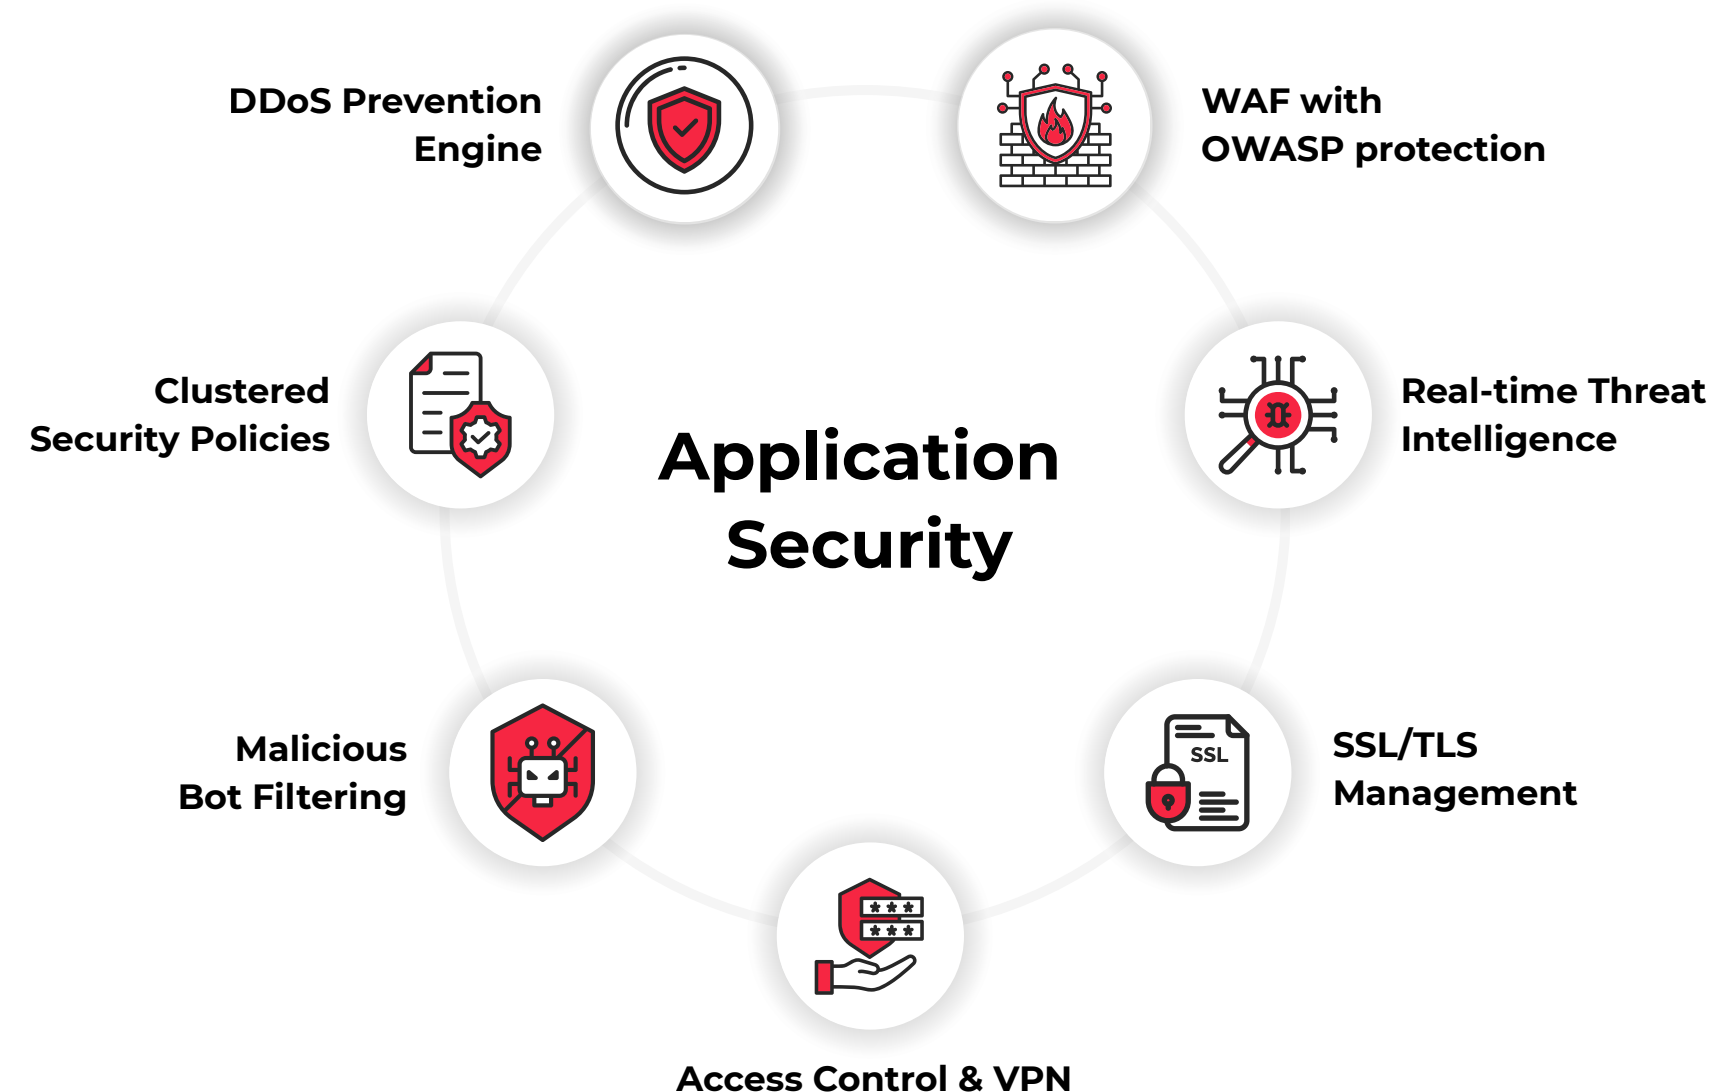 DDoS Prevention
Engine
WAF with
OWASP protection
Clustered
Security Policies
Real-time Threat
Intelligence
Application
Security
Malicious
Bot Filtering
SSL
SSL/TLS
Management
*** 
***
Access Control & VPN